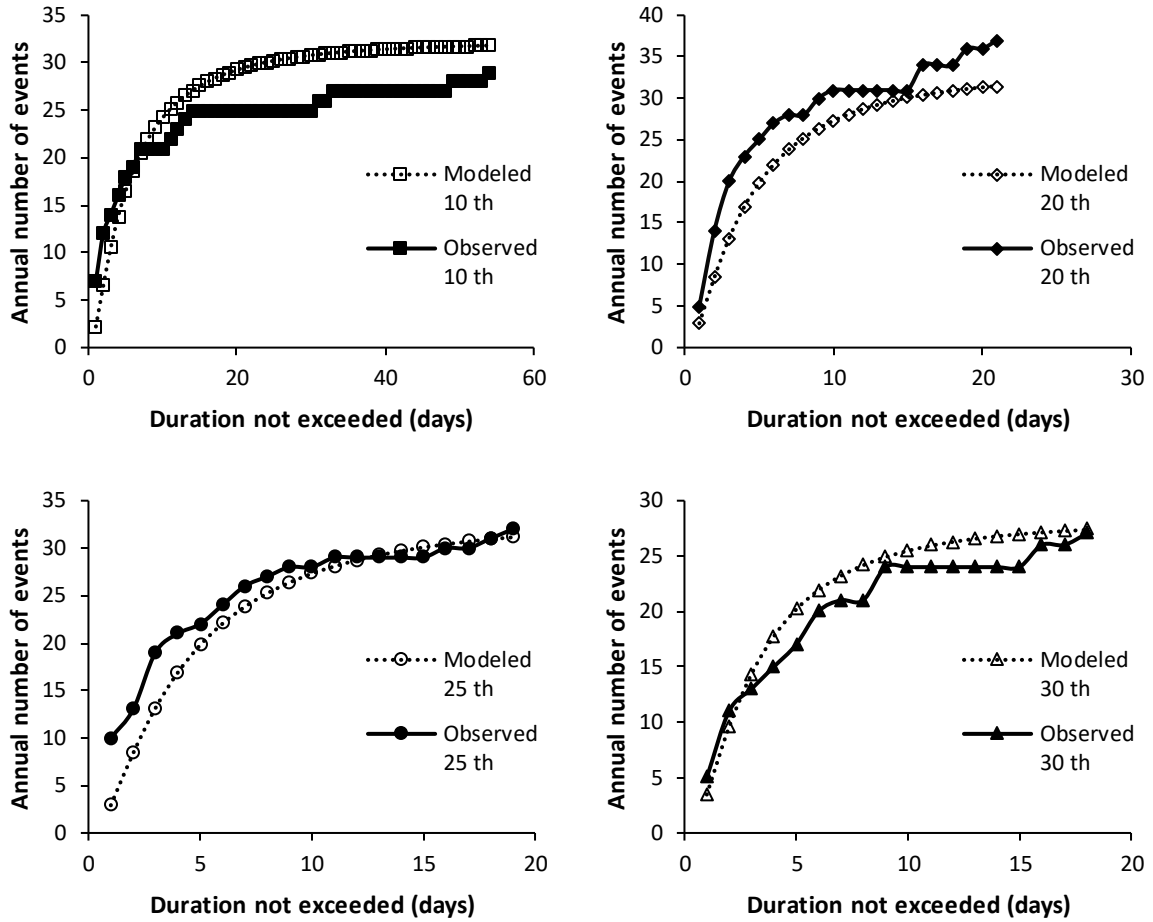 35
30
25
20
15
10
5
0
Annual number of events
Modeled
10 th
Observed
10 th
0 20 40 60
Duration not exceeded (days)
40
35
30
25
20
15
10
5
0
Annual number of events
Modeled
20 th
Observed
20 th
0 10 20 30
Duration not exceeded (days)
35
30
25
20
15
10
5
0
Annual number of events
Modeled
25 th
Observed
25 th
0 5 10 15 20
Duration not exceeded (days)
30
25
20
15
10
5
0
Annual number of events
Modeled
30 th
Observed
30 th
0 5 10 15 20
Duration not exceeded (days)